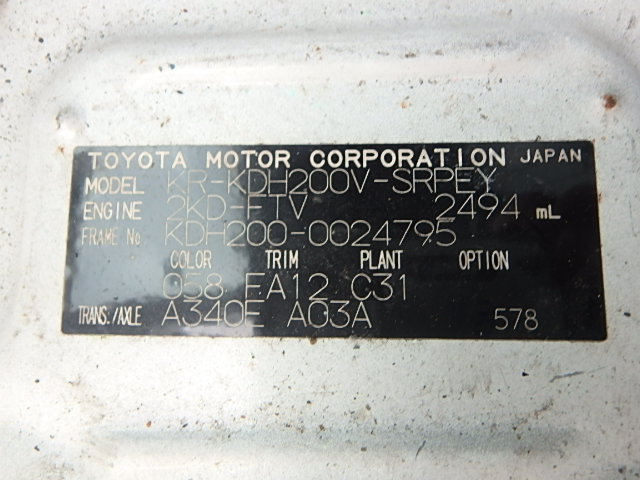 TOYOTA MOTOR CORPORATION JAPAN
MODEL KR-KDH200V-SRPEY
ENGINE 2KD-FTV 2494 mL
FRAME No. KDH200-0024795
COLOR TRIM PLANT OPTION
058 FA12 C31
TRANS./AXLE A340E A03A 578